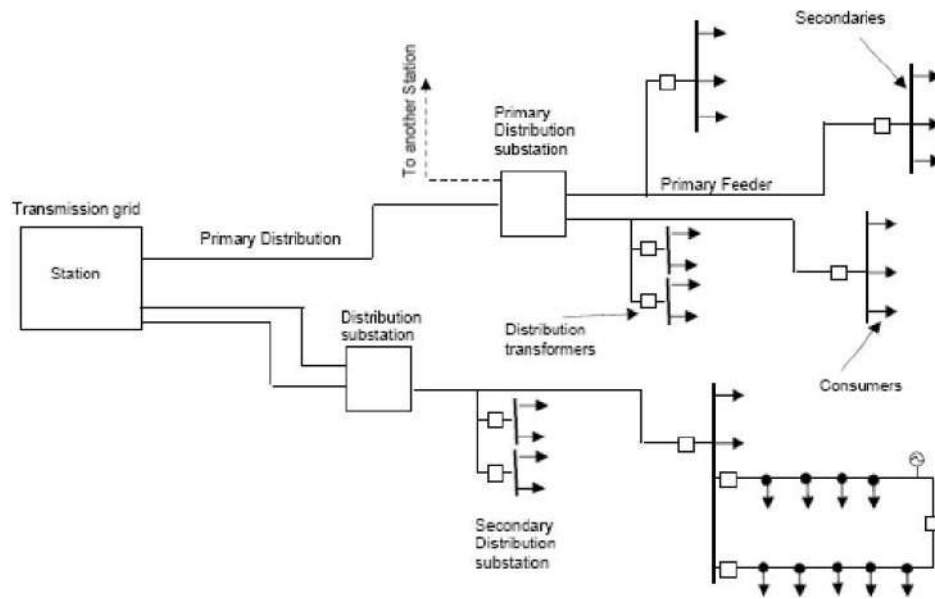 Secondaries
To another Station
Primary
Distribution
substation
Transmission grid
Station
Primary Distribution
Primary Feeder
Distribution
substation
Distribution
transformers
Consumers
Secondary
Distribution
substation